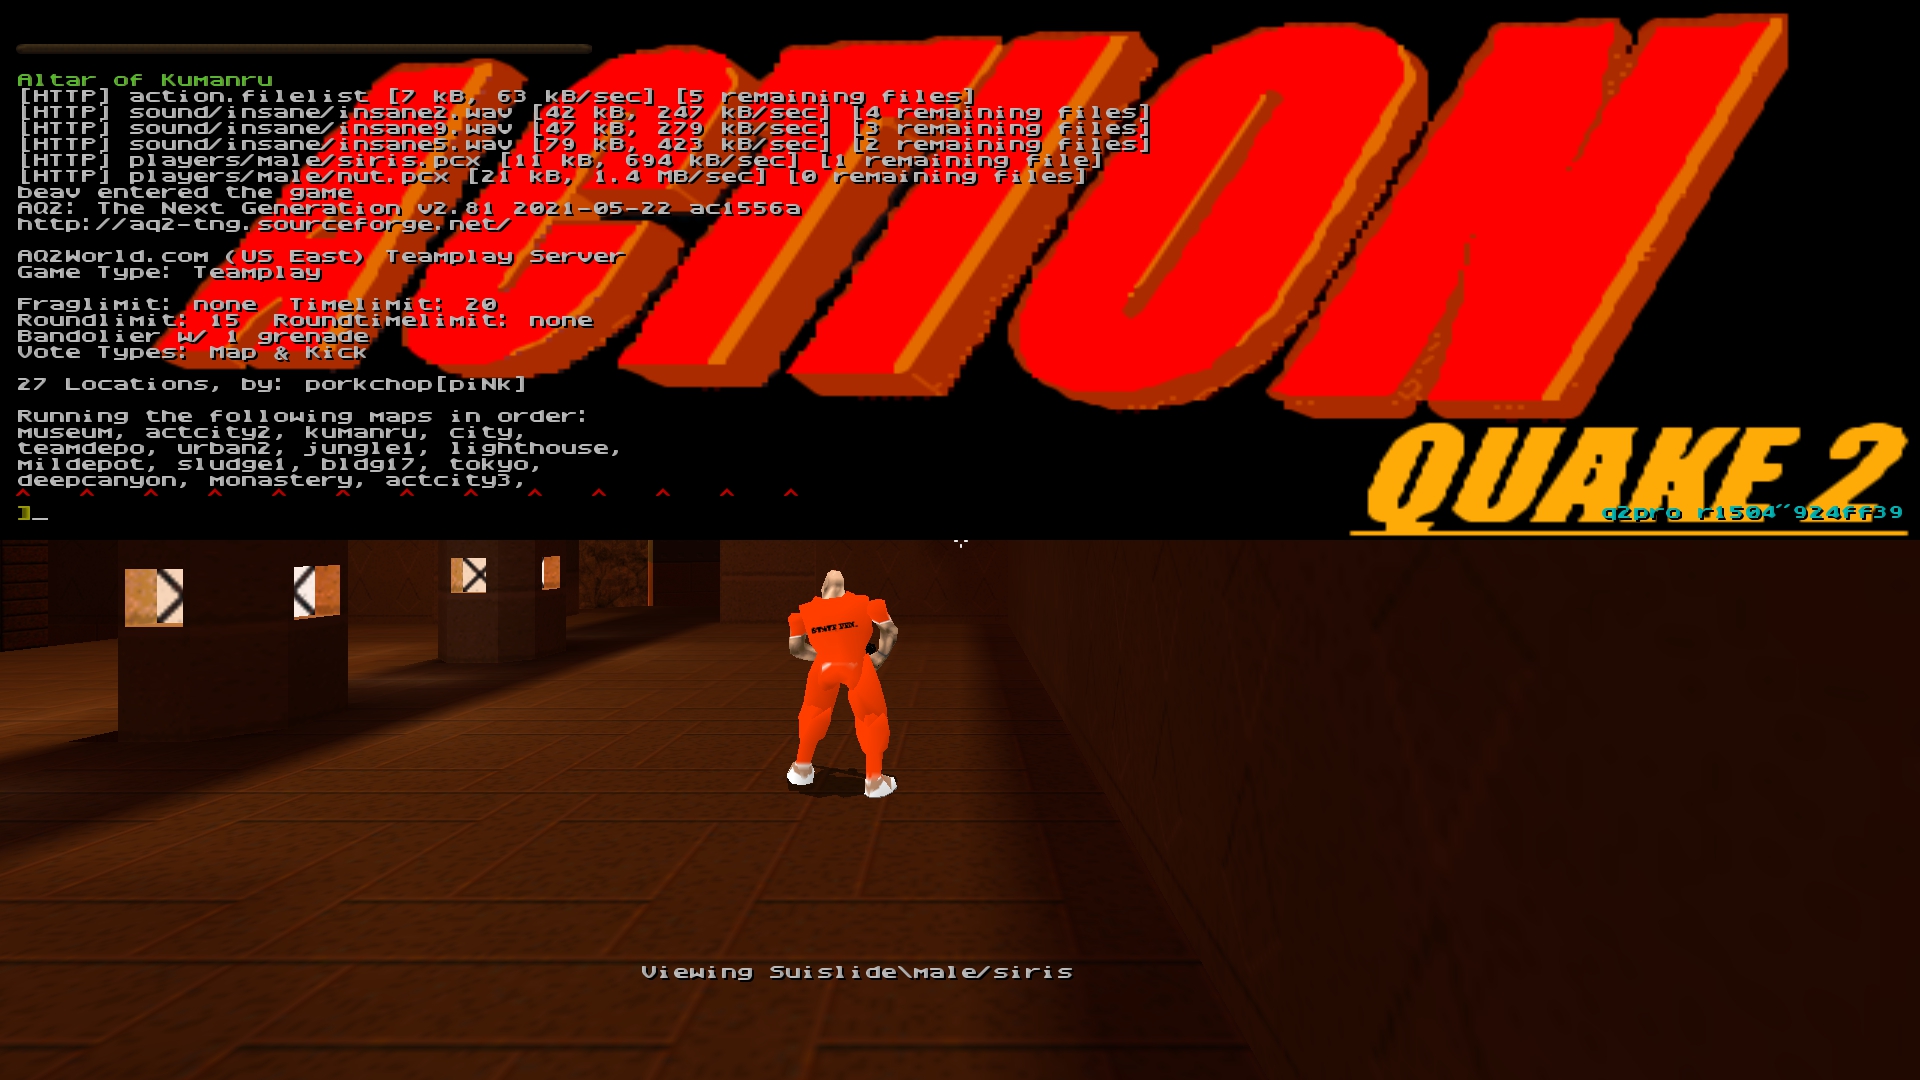 ACTION
QUAKE 2
Altar of Kumanru
[HTTP] action.filelist [7 kB, 63 kB/sec] [5 remaining files]
[HTTP] sound/insane/insane2.wav [42 kB, 247 kB/sec] [4 remaining files]
[HTTP] sound/insane/insane9.wav [47 kB, 279 kB/sec] [3 remaining files]
[HTTP] sound/insane/insane5.wav [79 kB, 423 kB/sec] [2 remaining files]
[HTTP] players/male/siris.pcx [11 kB, 694 kB/sec] [1 remaining file]
[HTTP] players/male/nut.pcx [21 kB, 1.4 MB/sec] [0 remaining files]
beav entered the game
AQ2: The Next Generation v2.81 2021-05-22 ac1556a
http://aq2-tng.sourceforge.net/
AQ2World.com (US East) Teamplay Server
Game Type: Teamplay
Fraglimit: none  Timelimit: 20
Roundlimit: 15  Roundtimelimit: none
Bandolier w/ 1 grenade
Vote Types: Map & Kick
27 Locations, by: porkchop[piNk]
Running the following maps in order:
museum, actcity2, kumanru, city,
teamdepo, urban2, jungle1, lighthouse,
mildepot, sludge1, bldg17, tokyo,
deepcanyon, monastery, actcity3,
^ ^ ^ ^ ^ ^ ^ ^ ^ ^ ^ ^ ^
]_
q2pro r1504~924ff39
STATE PEN.
Viewing Suislide\male/siris